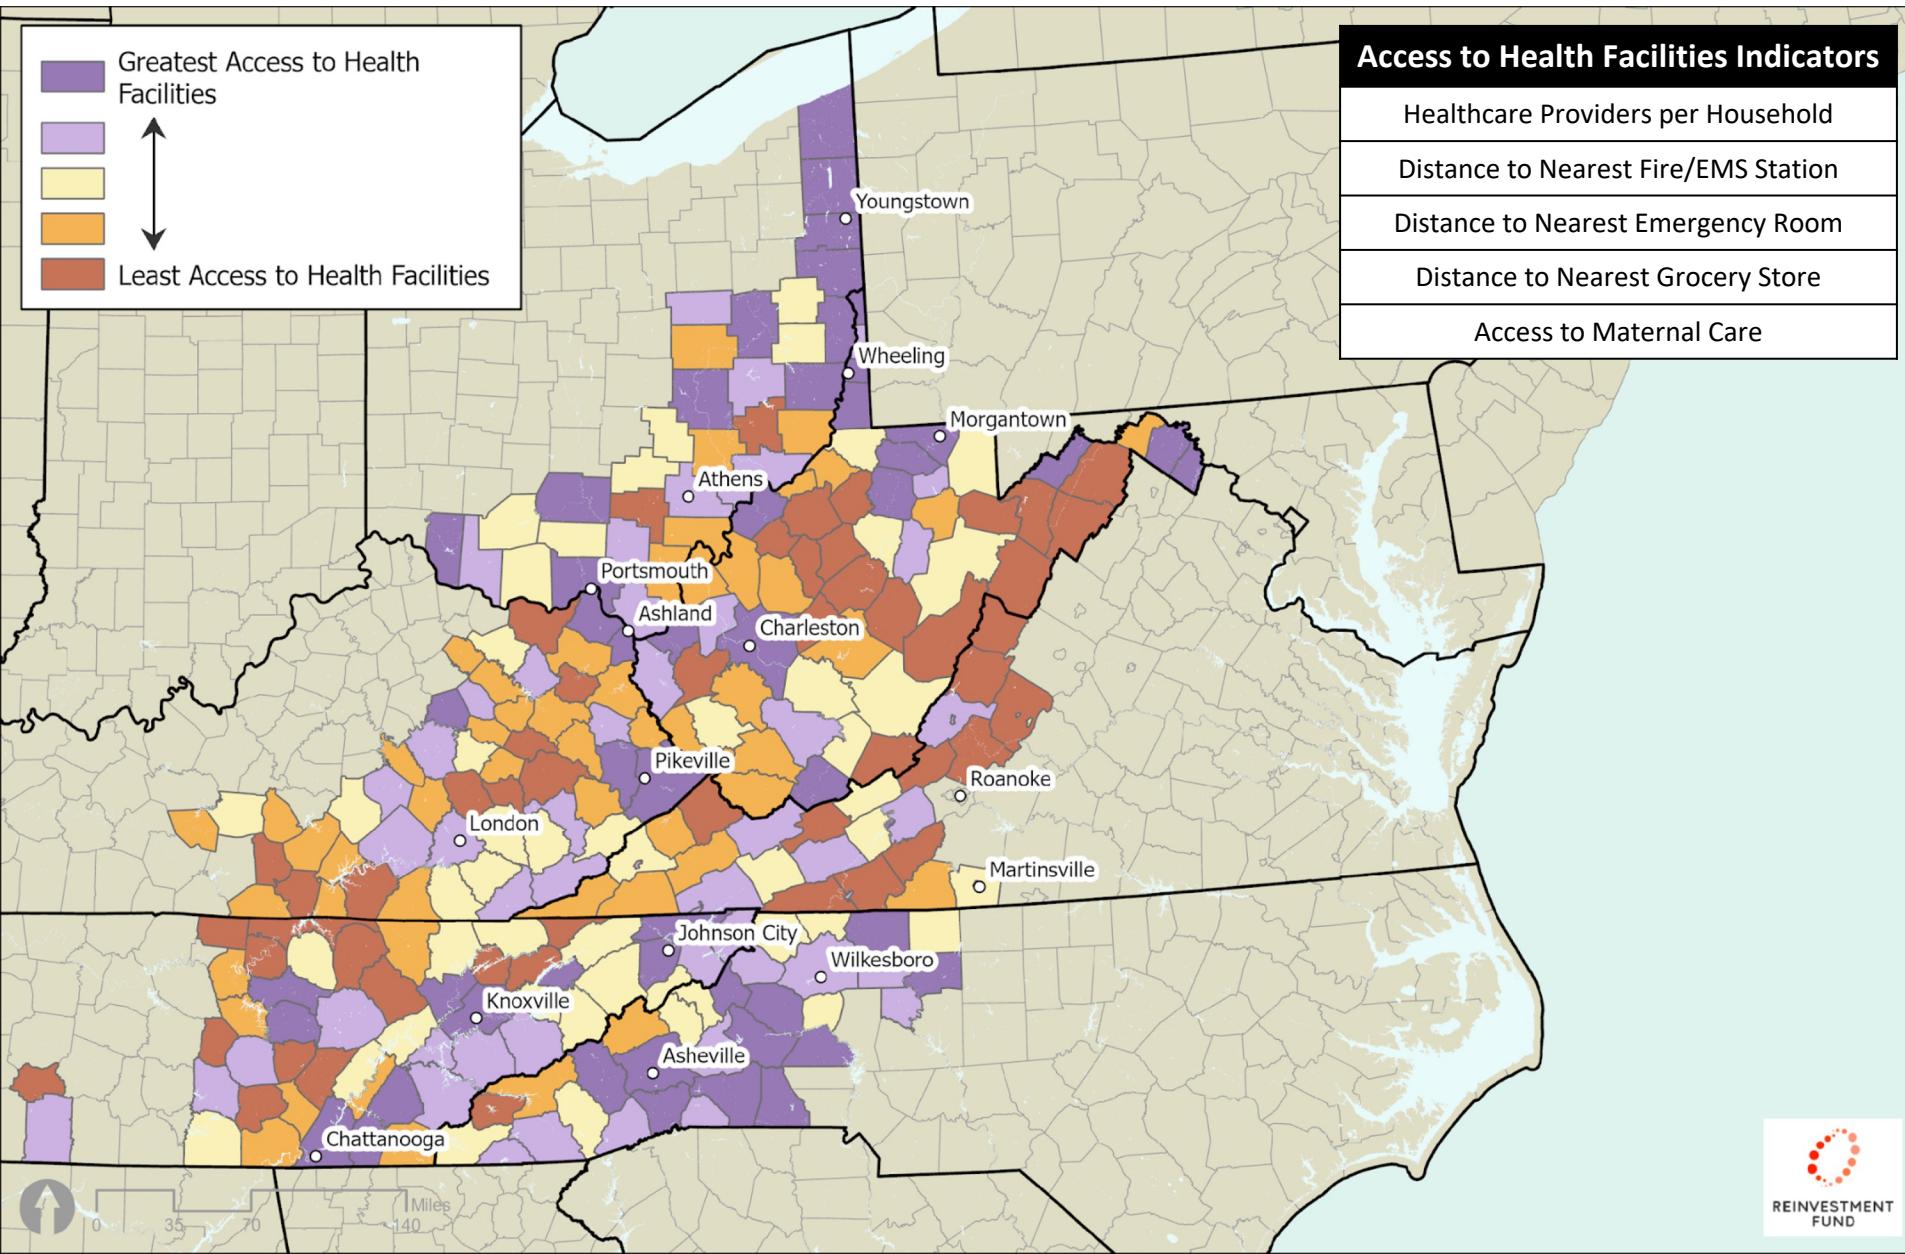 Greatest Access to Health
Facilities
Least Access to Health Facilities
Access to Health Facilities Indicators
Healthcare Providers per Household
Distance to Nearest Fire/EMS Station
Distance to Nearest Emergency Room
Distance to Nearest Grocery Store
Access to Maternal Care
Youngstown
Wheeling
Morgantown
Athens
Portsmouth
Ashland
Charleston
Pikeville
Roanoke
London
Martinsville
Johnson City
Wilkesboro
Knoxville
Asheville
Chattanooga
Miles
0 35 70 140
REINVESTMENT
FUND